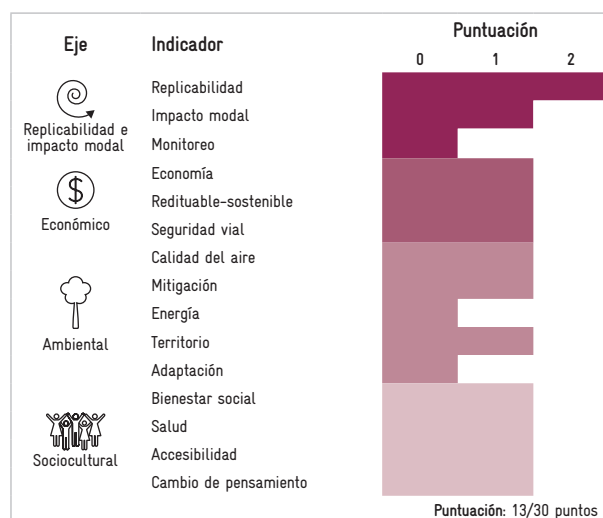 Eje Indicador Puntuación
0 1 2
Replicabilidad e
impacto modal
Replicabilidad
Impacto modal
Monitoreo
Económico
Economía
Redituable-sostenible
Seguridad vial
Ambiental
Calidad del aire
Mitigación
Energía
Territorio
Adaptación
Sociocultural
Bienestar social
Salud
Accesibilidad
Cambio de pensamiento
Puntuación: 13/30 puntos